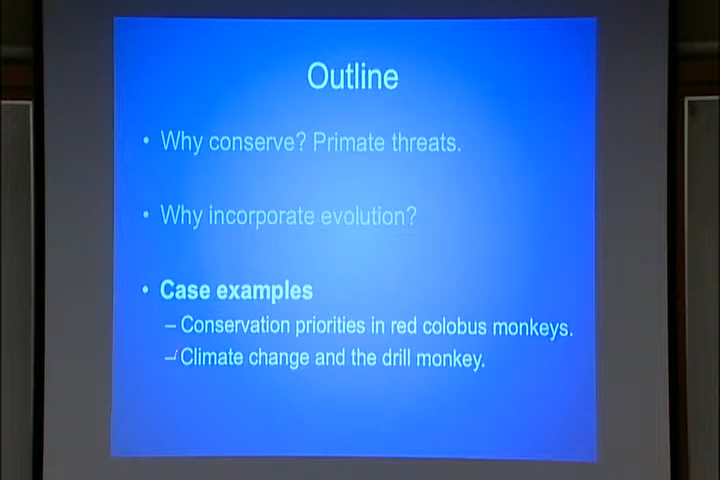 Outline
• Why conserve? Primate threats.
• Why incorporate evolution?
• Case examples
– Conservation priorities in red colobus monkeys.
– Climate change and the drill monkey.